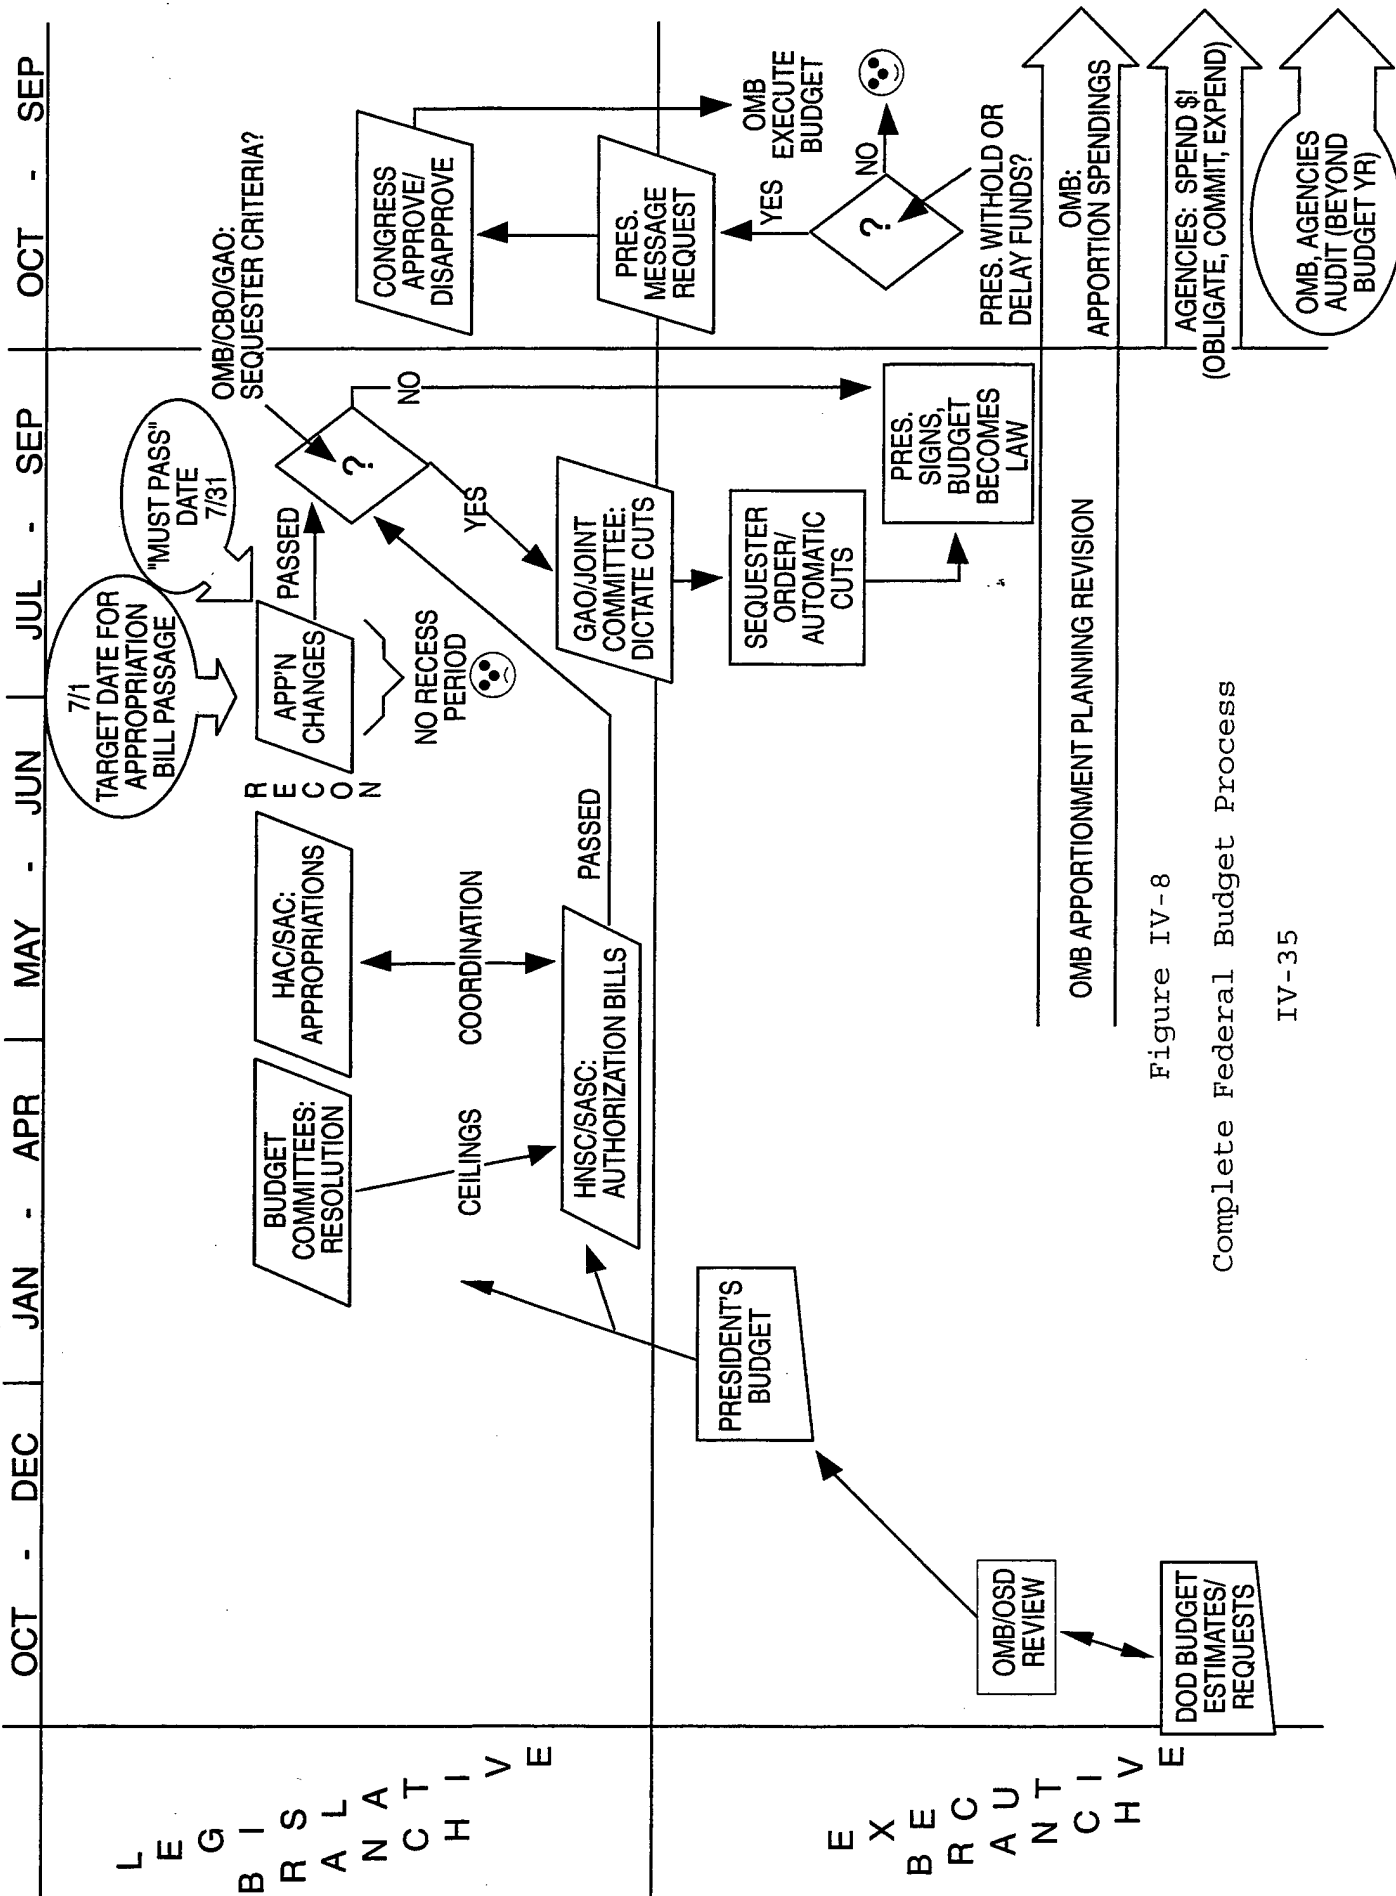 OCT - DEC
JAN - APR
MAY - JUN
JUL - SEP
OCT - SEP
LEGISLATIVE
BRANCH
EXECUTIVE
BRANCH
7/1
TARGET DATE FOR
APPROPRIATION
BILL PASSAGE
"MUST PASS"
DATE
7/31
OMB/CBO/GAO:
SEQUESTER CRITERIA?
BUDGET
COMMITTEES:
RESOLUTION
HAC/SAC:
APPROPRIATIONS
RECON
APP'N
CHANGES
PASSED
?
NO
CONGRESS
APPROVE/
DISAPPROVE
NO RECESS
PERIOD
CEILINGS
COORDINATION
YES
HNSC/SASC:
AUTHORIZATION BILLS
PASSED
GAO/JOINT
COMMITTEE:
DICTATE CUTS
PRES.
MESSAGE
REQUEST
OMB
EXECUTE
BUDGET
PRESIDENT'S
BUDGET
SEQUESTER
ORDER/
AUTOMATIC
CUTS
YES
NO
?
PRES.
SIGNS,
BUDGET
BECOMES
LAW
PRES. WITHOLD OR
DELAY FUNDS?
OMB/OSD
REVIEW
OMB APPORTIONMENT PLANNING REVISION
OMB:
APPORTION SPENDINGS
DOD BUDGET
ESTIMATES/
REQUESTS
AGENCIES: SPEND $!
(OBLIGATE, COMMIT, EXPEND)
OMB, AGENCIES
AUDIT (BEYOND
BUDGET YR)
Figure IV-8
Complete Federal Budget Process
IV-35